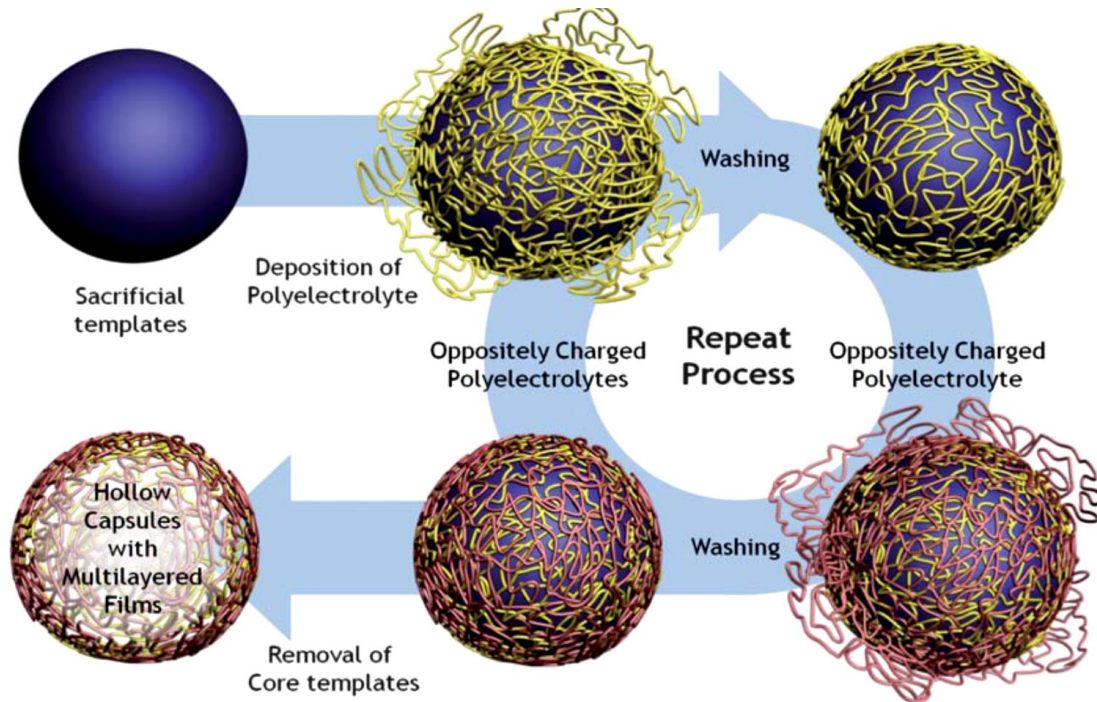 Washing
Sacrificial
templates
Deposition of
Polyelectrolyte
Oppositely Charged
Polyelectrolytes
Repeat
Process
Oppositely Charged
Polyelectrolyte
Hollow
Capsules
with
Multilayered
Films
Washing
Removal of
Core templates